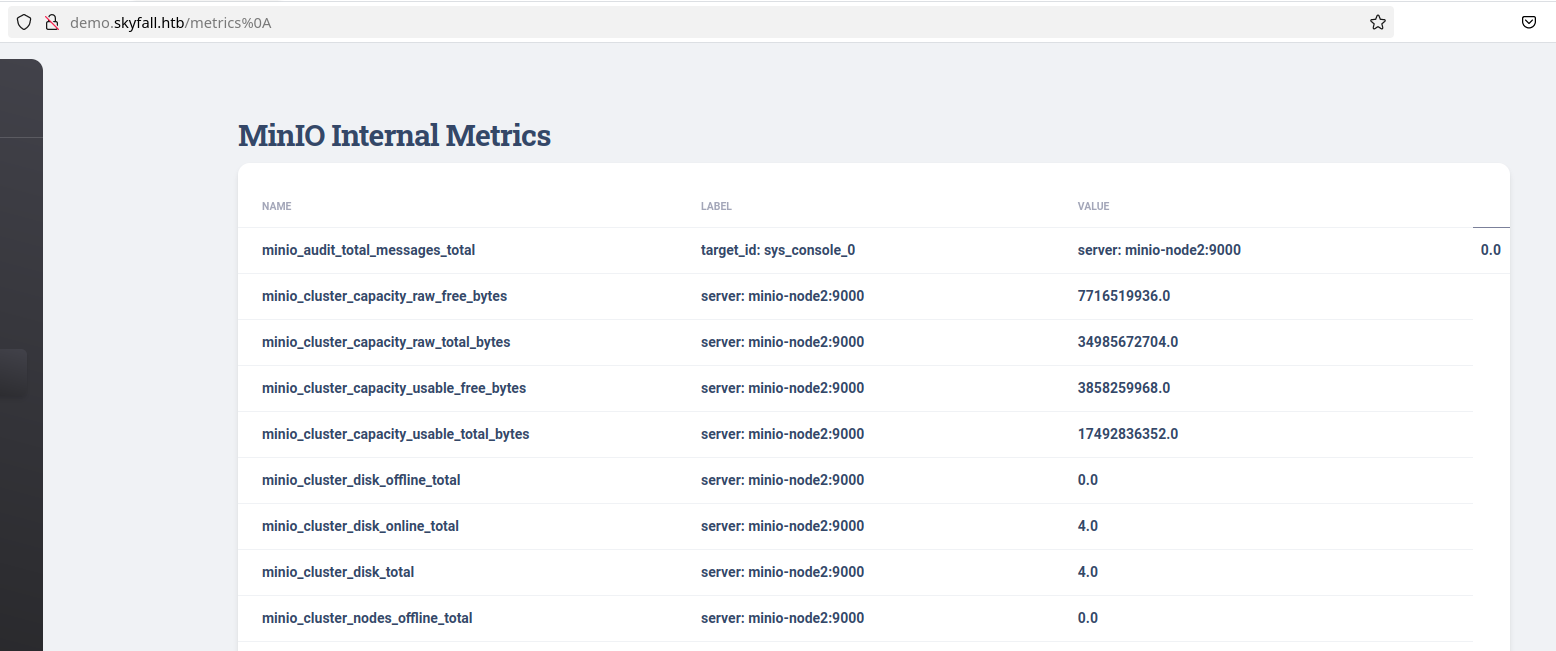 demo.skyfall.htb/metrics%0A
MinIO Internal Metrics
NAME LABEL VALUE
minio_audit_total_messages_total target_id: sys_console_0 server: minio-node2:9000 0.0
minio_cluster_capacity_raw_free_bytes server: minio-node2:9000 7716519936.0
minio_cluster_capacity_raw_total_bytes server: minio-node2:9000 34985672704.0
minio_cluster_capacity_usable_free_bytes server: minio-node2:9000 3858259968.0
minio_cluster_capacity_usable_total_bytes server: minio-node2:9000 17492836352.0
minio_cluster_disk_offline_total server: minio-node2:9000 0.0
minio_cluster_disk_online_total server: minio-node2:9000 4.0
minio_cluster_disk_total server: minio-node2:9000 4.0
minio_cluster_nodes_offline_total server: minio-node2:9000 0.0